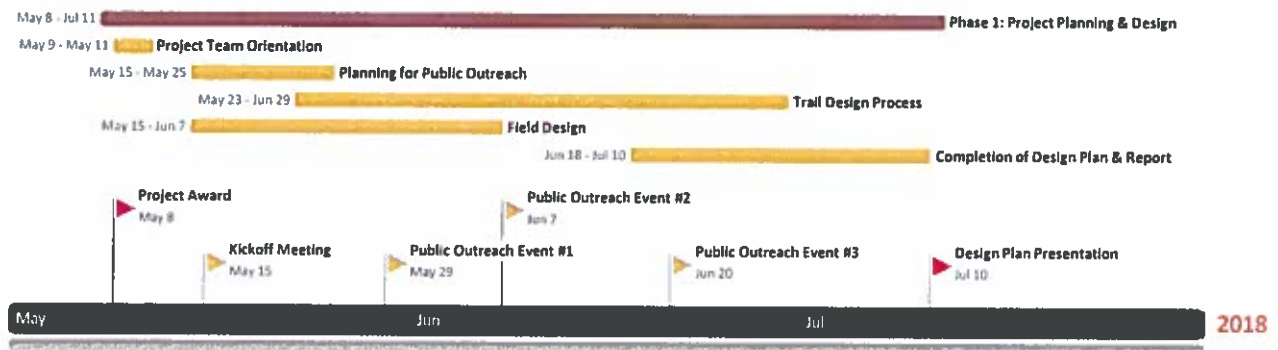 May 8 - Jul 11 Phase 1: Project Planning & Design
May 9 - May 11 Project Team Orientation
May 15 - May 25 Planning for Public Outreach
May 23 - Jun 29 Trail Design Process
May 15 - Jun 7 Field Design
Jun 18 - Jul 10 Completion of Design Plan & Report
Project Award
May 8
Public Outreach Event #2
Jun 7
Kickoff Meeting
May 15
Public Outreach Event #1
May 29
Public Outreach Event #3
Jun 20
Design Plan Presentation
Jul 10
May Jun Jul 2018